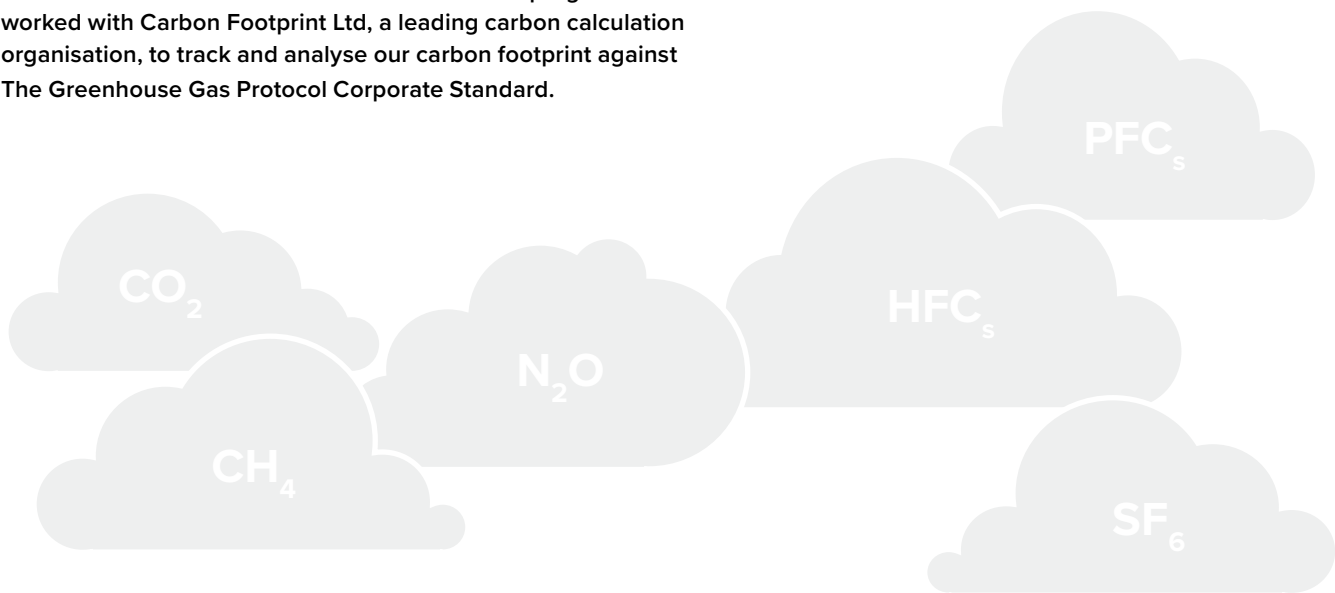 worked with Carbon Footprint Ltd, a leading carbon calculation
organisation, to track and analyse our carbon footprint against
The Greenhouse Gas Protocol Corporate Standard.
PFCs
CO2
HFCs
N2O
CH4
SF6